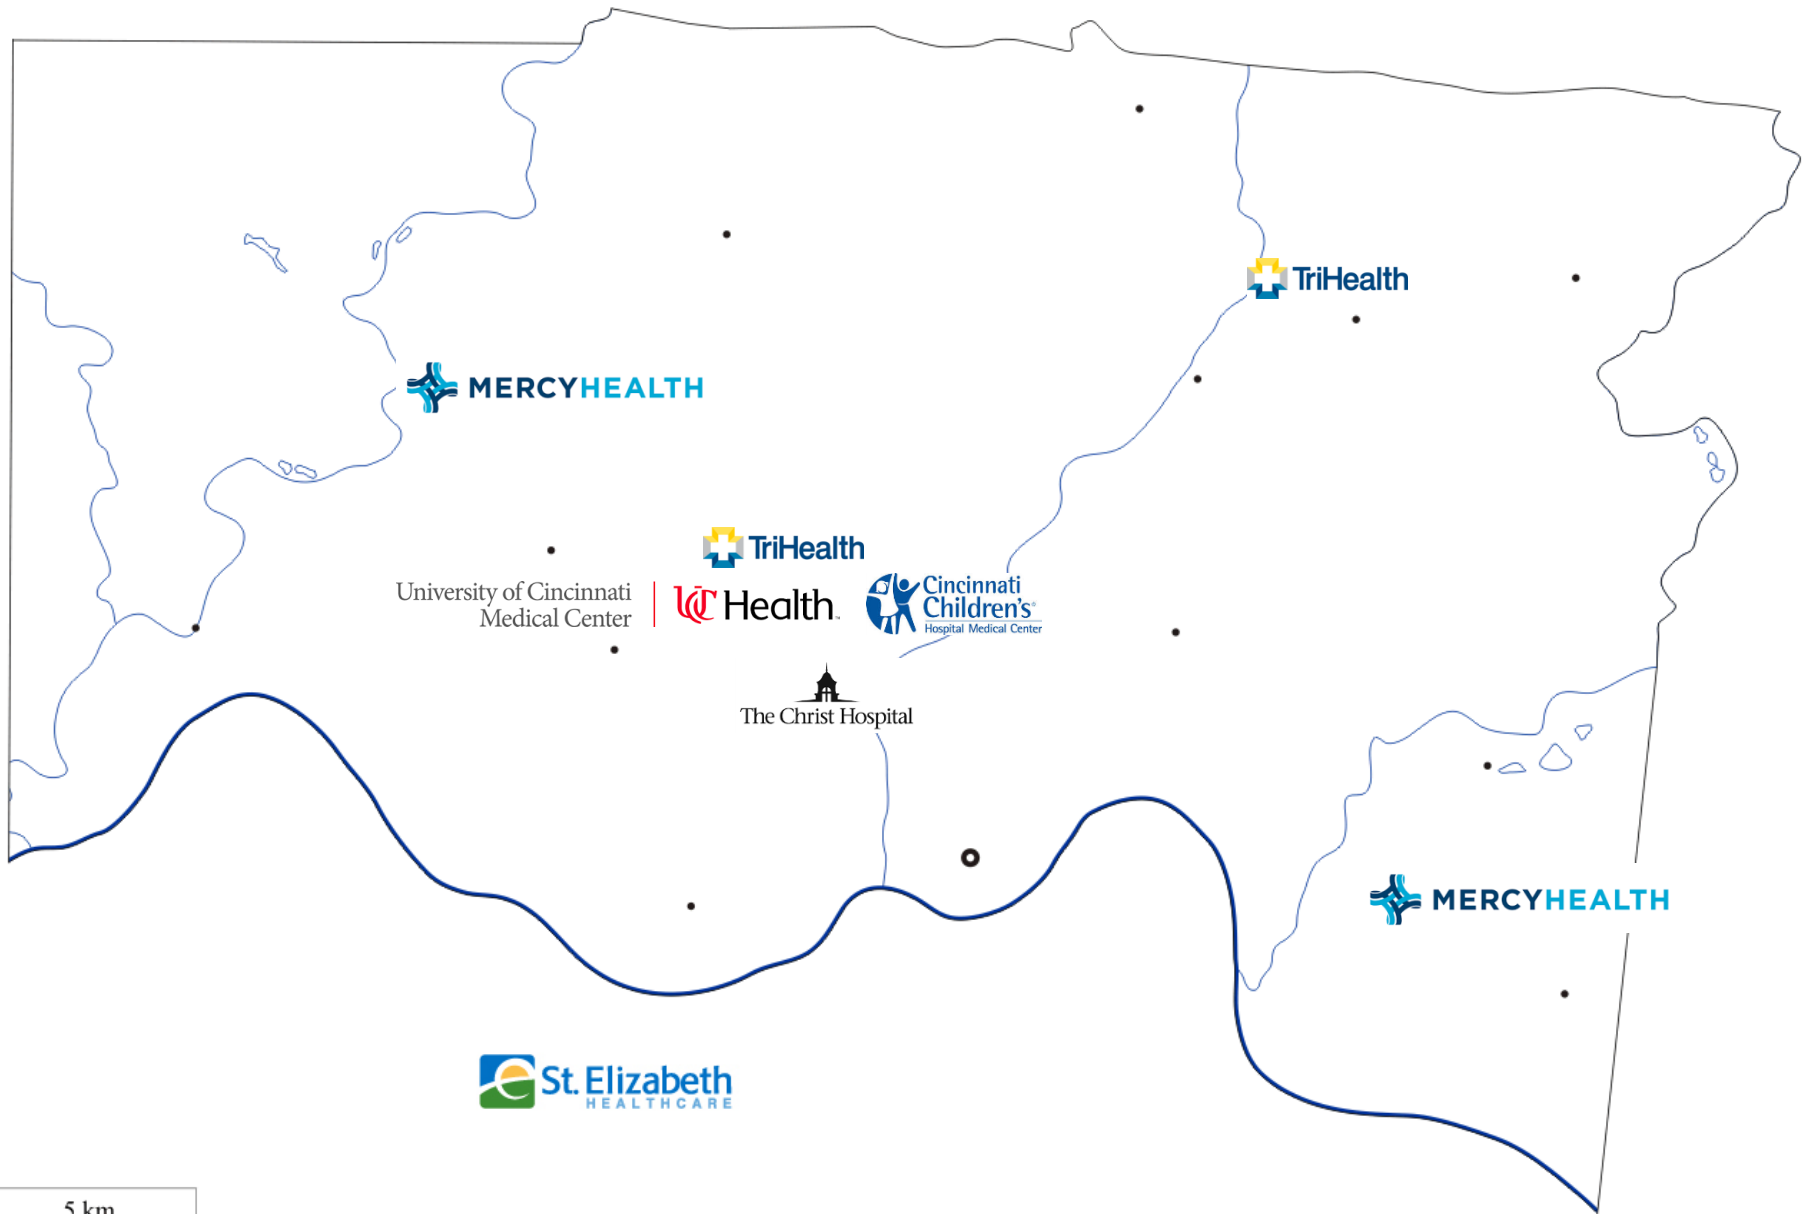 TriHealth
MERCYHEALTH
TriHealth
University of Cincinnati
Medical Center
UC Health
Cincinnati
Children's
Hospital Medical Center
The Christ Hospital
MERCYHEALTH
St. Elizabeth
HEALTHCARE
5 km